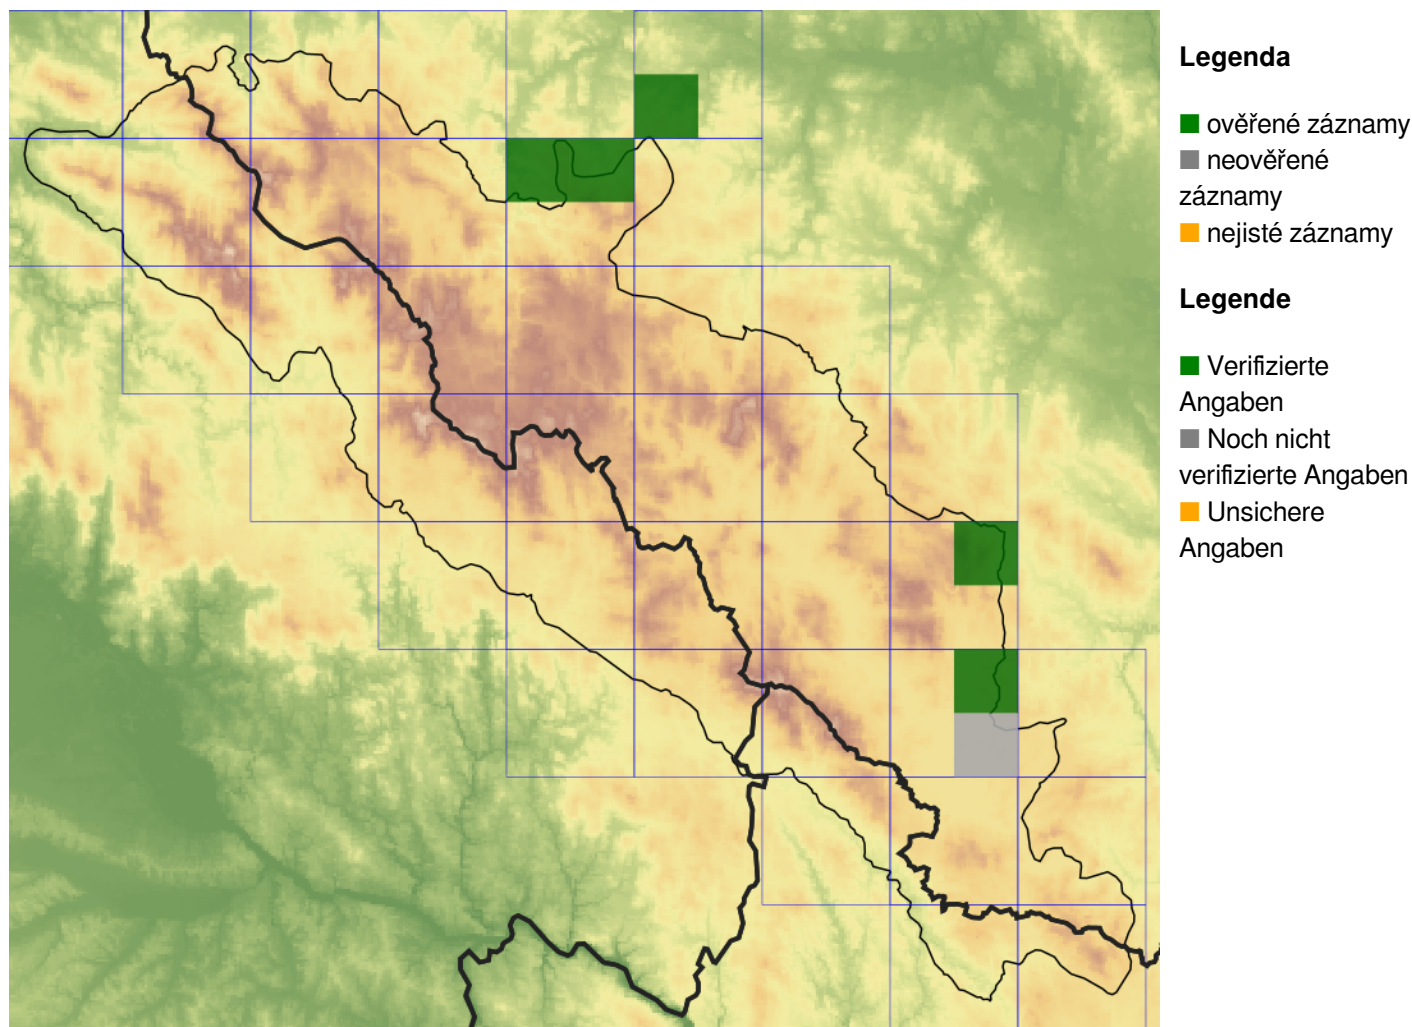 Legenda
ověřené záznamy
neověřené
záznamy
nejisté záznamy
Legende
Verifizierte
Angaben
Noch nicht
verifizierte Angaben
Unsichere
Angaben